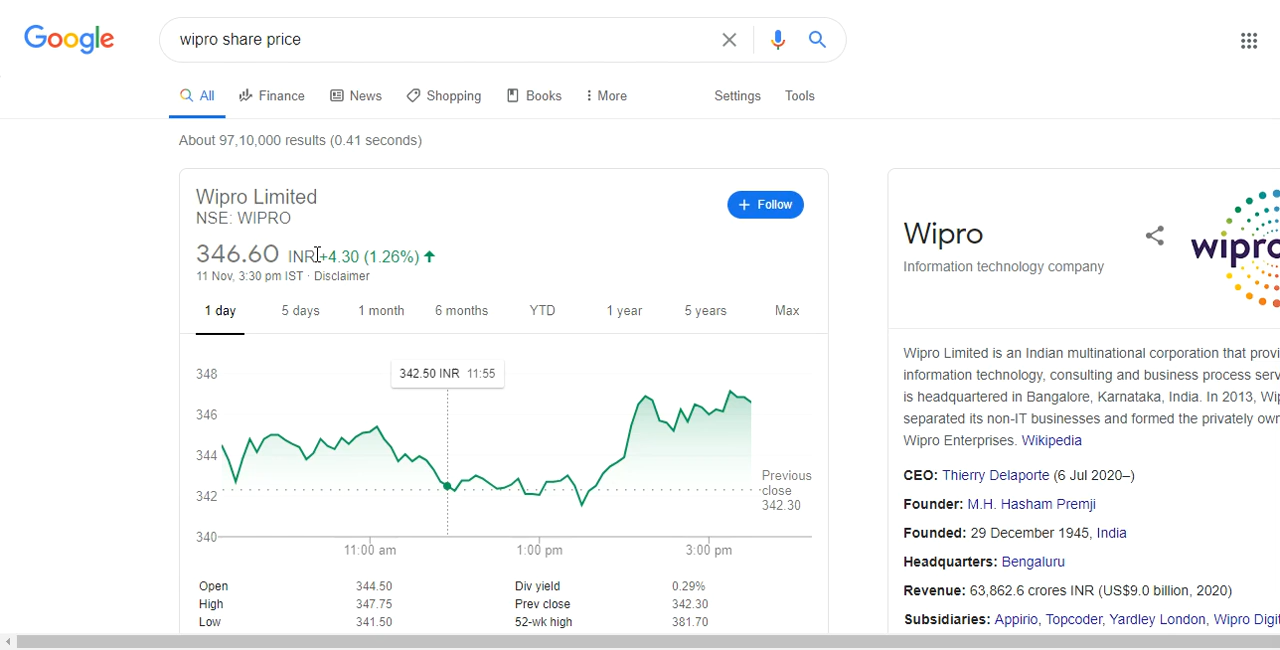 Google
wipro share price
All Finance News Shopping Books More Settings Tools
About 97,10,000 results (0.41 seconds)
Wipro Limited
NSE: WIPRO
+ Follow
346.60 INR +4.30 (1.26%)
11 Nov, 3:30 pm IST · Disclaimer
1 day 5 days 1 month 6 months YTD 1 year 5 years Max
342.50 INR 11:55
348
346
344
342
340
Previous
close
342.30
11:00 am 1:00 pm 3:00 pm
Open 344.50 Div yield 0.29%
High 347.75 Prev close 342.30
Low 341.50 52-wk high 381.70
Wipro
Information technology company
wipro
Wipro Limited is an Indian multinational corporation that provi
information technology, consulting and business process serv
is headquartered in Bangalore, Karnataka, India. In 2013, Wip
separated its non-IT businesses and formed the privately own
Wipro Enterprises. Wikipedia
CEO: Thierry Delaporte (6 Jul 2020–)
Founder: M.H. Hasham Premji
Founded: 29 December 1945, India
Headquarters: Bengaluru
Revenue: 63,862.6 crores INR (US$9.0 billion, 2020)
Subsidiaries: Appirio, Topcoder, Yardley London, Wipro Digit